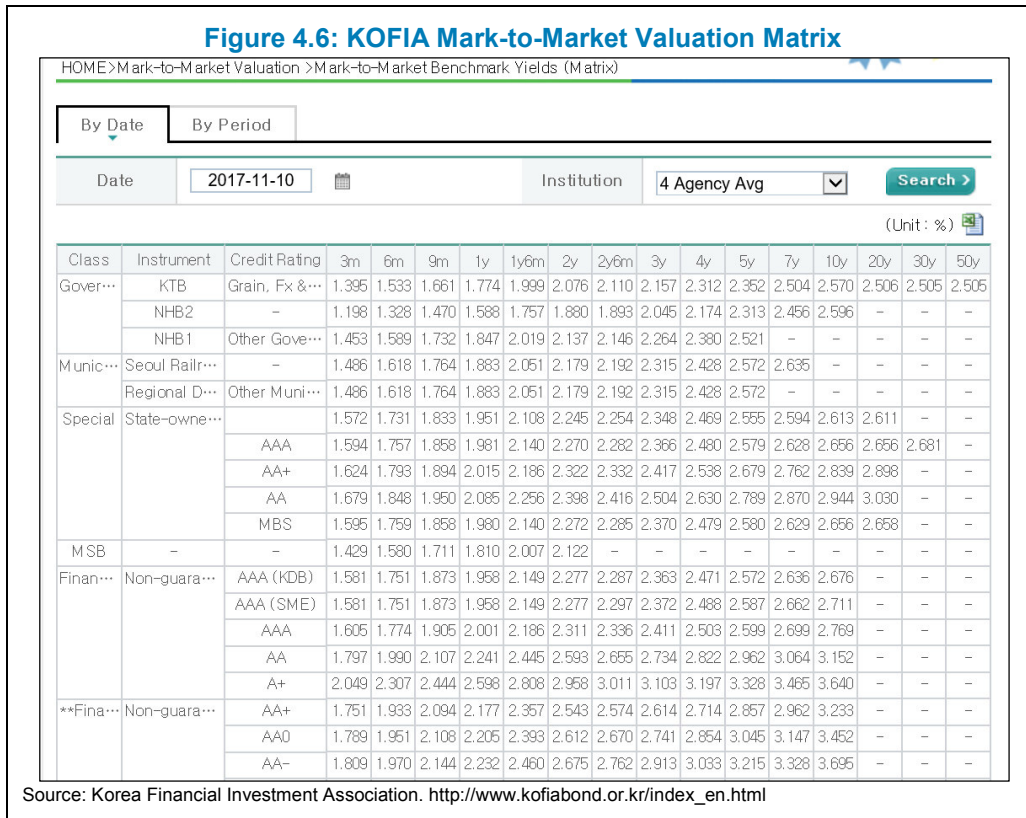 Figure 4.6: KOFIA Mark-to-Market Valuation Matrix
HOME>Mark-to-Market Valuation >Mark-to-Market Benchmark Yields (Matrix)
By Date By Period
Date 2017-11-10 Institution 4 Agency Avg Search >
(Unit : %)
Class Instrument Credit Rating 3m 6m 9m 1y 1y6m 2y 2y6m 3y 4y 5y 7y 10y 20y 30y 50y
Gover··· KTB Grain, Fx &··· 1.395 1.533 1.661 1.774 1.999 2.076 2.110 2.157 2.312 2.352 2.504 2.570 2.506 2.505 2.505
NHB2 - 1.198 1.328 1.470 1.588 1.757 1.880 1.893 2.045 2.174 2.313 2.456 2.596 - - -
NHB1 Other Gove··· 1.453 1.589 1.732 1.847 2.019 2.137 2.146 2.264 2.380 2.521 - - - - -
Munic··· Seoul Railr··· - 1.486 1.618 1.764 1.883 2.051 2.179 2.192 2.315 2.428 2.572 2.635 - - - -
Regional D··· Other Muni··· 1.486 1.618 1.764 1.883 2.051 2.179 2.192 2.315 2.428 2.572 - - - - -
Special State-owne··· 1.572 1.731 1.833 1.951 2.108 2.245 2.254 2.348 2.469 2.555 2.594 2.613 2.611 - -
AAA 1.594 1.757 1.858 1.981 2.140 2.270 2.282 2.366 2.480 2.579 2.628 2.656 2.656 2.681 -
AA+ 1.624 1.793 1.894 2.015 2.186 2.322 2.332 2.417 2.538 2.679 2.762 2.839 2.898 - -
AA 1.679 1.848 1.950 2.085 2.256 2.398 2.416 2.504 2.630 2.789 2.870 2.944 3.030 - -
MBS 1.595 1.759 1.858 1.980 2.140 2.272 2.285 2.370 2.479 2.580 2.629 2.656 2.658 - -
MSB - - 1.429 1.580 1.711 1.810 2.007 2.122 - - - - - - - - -
Finan··· Non-guara··· AAA (KDB) 1.581 1.751 1.873 1.958 2.149 2.277 2.287 2.363 2.471 2.572 2.636 2.676 - - -
AAA (SME) 1.581 1.751 1.873 1.958 2.149 2.277 2.297 2.372 2.488 2.587 2.662 2.711 - - -
AAA 1.605 1.774 1.905 2.001 2.186 2.311 2.336 2.411 2.503 2.599 2.699 2.769 - - -
AA 1.797 1.990 2.107 2.241 2.445 2.593 2.655 2.734 2.822 2.962 3.064 3.152 - - -
A+ 2.049 2.307 2.444 2.598 2.808 2.958 3.011 3.103 3.197 3.328 3.465 3.640 - - -
**Fina··· Non-guara··· AA+ 1.751 1.933 2.094 2.177 2.357 2.543 2.574 2.614 2.714 2.857 2.962 3.233 - - -
AA0 1.789 1.951 2.108 2.205 2.393 2.612 2.670 2.741 2.854 3.045 3.147 3.452 - - -
AA- 1.809 1.970 2.144 2.232 2.460 2.675 2.762 2.913 3.033 3.215 3.328 3.695 - - -
Source: Korea Financial Investment Association. http://www.kofiabond.or.kr/index_en.html